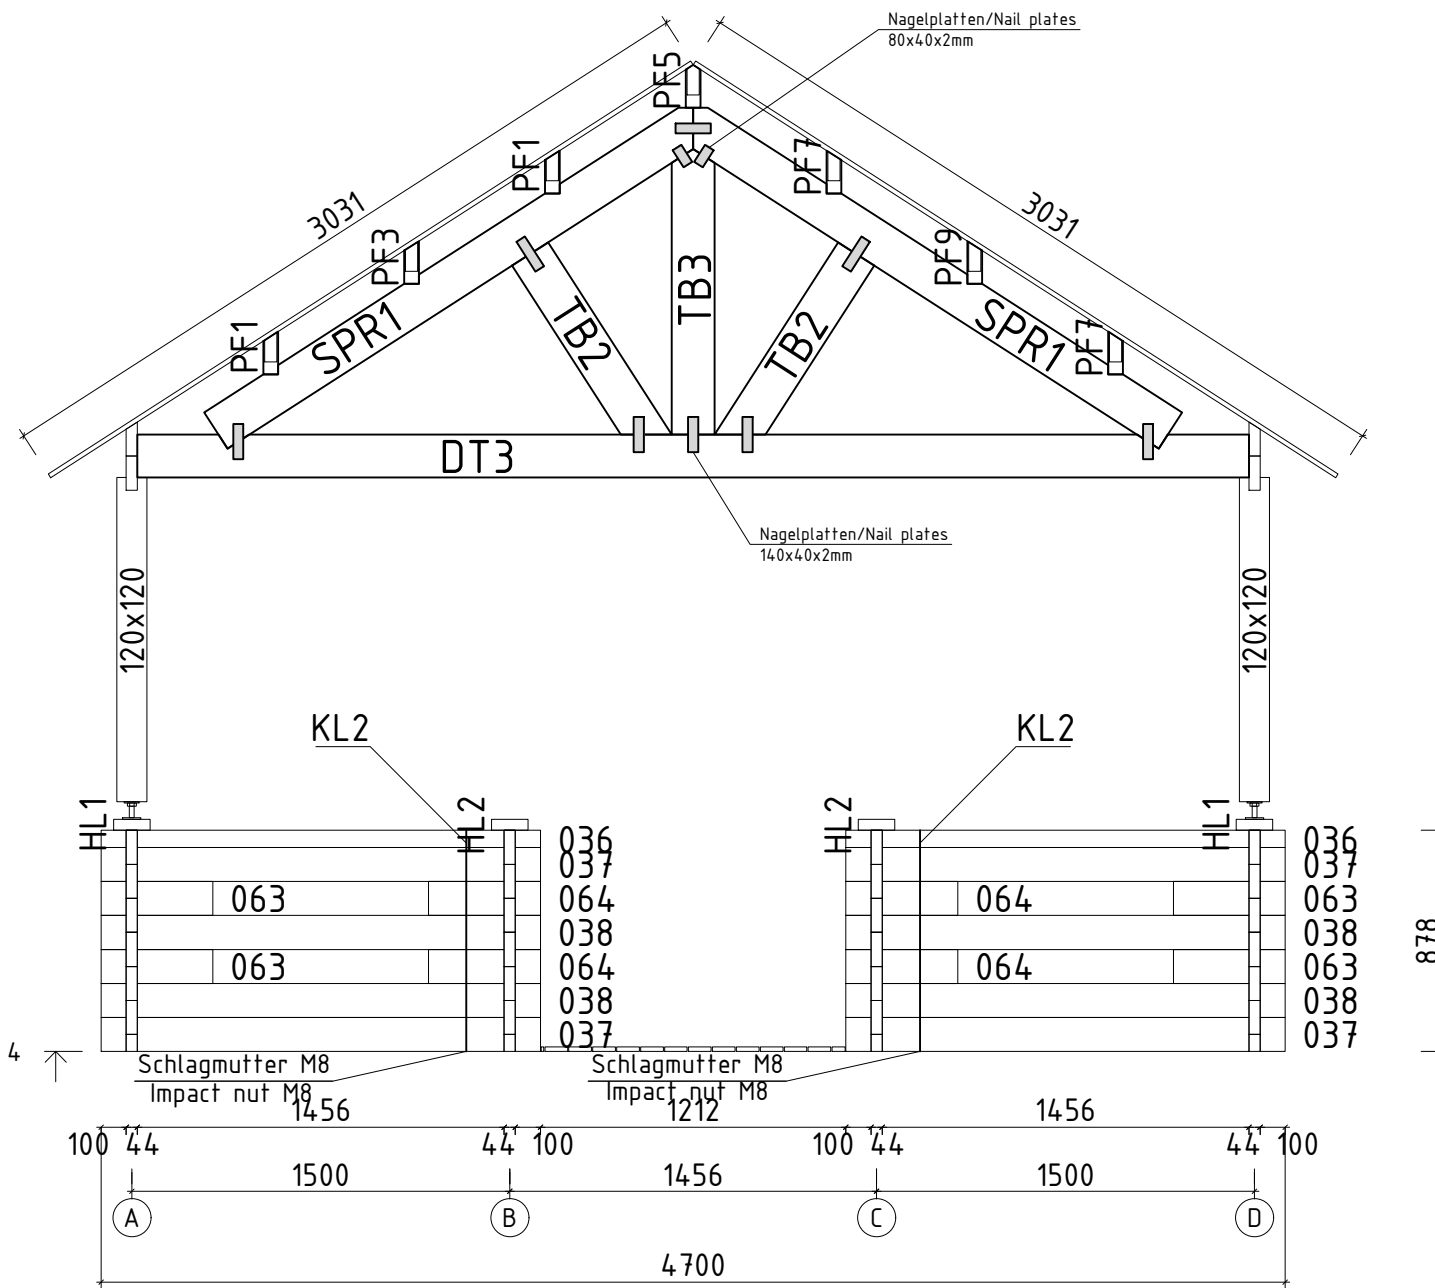 Nagelplatten/Nail plates
80x40x2mm
PF5
PF1
PF7
3031
3031
PF3
PF9
PF1
PF7
SPR1
TB2
TB3
TB2
SPR1
DT3
Nagelplatten/Nail plates
140x40x2mm
120x120
120x120
KL2
KL2
HL1
HL2
HL2
HL1
036
037
063
064
038
063
064
038
037
036
037
064
063
038
064
063
038
037
878
4
Schlagmutter M8
Impact nut M8
Schlagmutter M8
Impact nut M8
1456
1212
1456
100
44
44
100
100
44
44
100
1500
1456
1500
A
B
C
D
4700